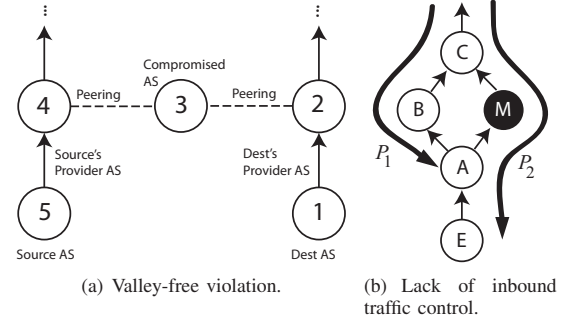 Compromised
AS
4
Peering
3
Peering
2
Source's
Provider AS
Dest's
Provider AS
5
1
Source AS
Dest AS
(a) Valley-free violation.
C
B
M
P1
A
P2
E
(b) Lack of inbound
traffic control.